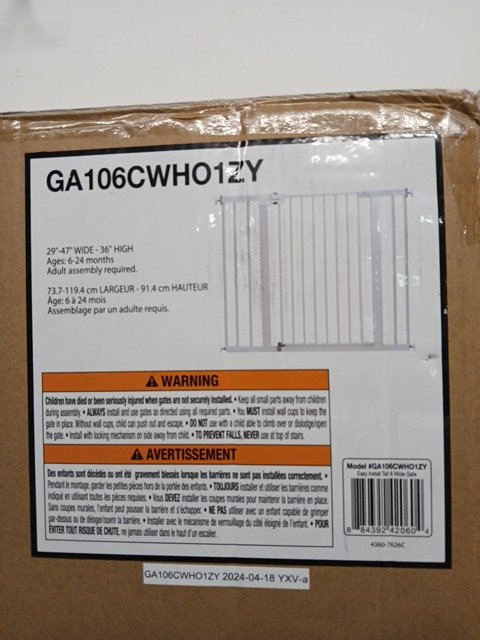 GA106CWHO1ZY
29"-47" WIDE - 36" HIGH
Ages: 6-24 months
Adult assembly required.
73.7-119.4 cm LARGEUR - 91.4 cm HAUTEUR
Âge: 6 à 24 mois
Assemblage par un adulte requis.
⚠ WARNING
Children have died or been seriously injured when gates are not securely installed. • Keep all small parts away from children
during assembly. • ALWAYS install and use gates as directed using all required parts. • You MUST install wall cups to keep the
gate in place. Without wall cups, child can push out and escape. • DO NOT use with a child able to climb over or dislodge/open
the gate. • Install with locking mechanism on side away from child. • TO PREVENT FALLS, NEVER use at top of stairs.
⚠ AVERTISSEMENT
Des enfants sont décédés ou ont été gravement blessés lorsque les barrières ne sont pas installées correctement. •
Pendant le montage, garder les petites pièces hors de la portée des enfants. • TOUJOURS installer et utiliser les barrières comme
indiqué en utilisant toutes les pièces requises. • Vous DEVEZ installer les coupes murales pour maintenir la barrière en place.
Sans coupes murales, l'enfant peut pousser la barrière et s'échapper. • NE PAS utiliser avec un enfant capable de grimper
par-dessus ou de déloger/ouvrir la barrière. • Installer avec le mécanisme de verrouillage du côté éloigné de l'enfant. • POUR
ÉVITER TOUT RISQUE DE CHUTE, ne jamais utiliser dans le haut d'un escalier.
Model #GA106CWHO1ZY
Easy Install Tall & Wide Gate
8 64392 42060 4
4360-7626C
GA106CWHO1ZY 2024-04-18 YXV-a